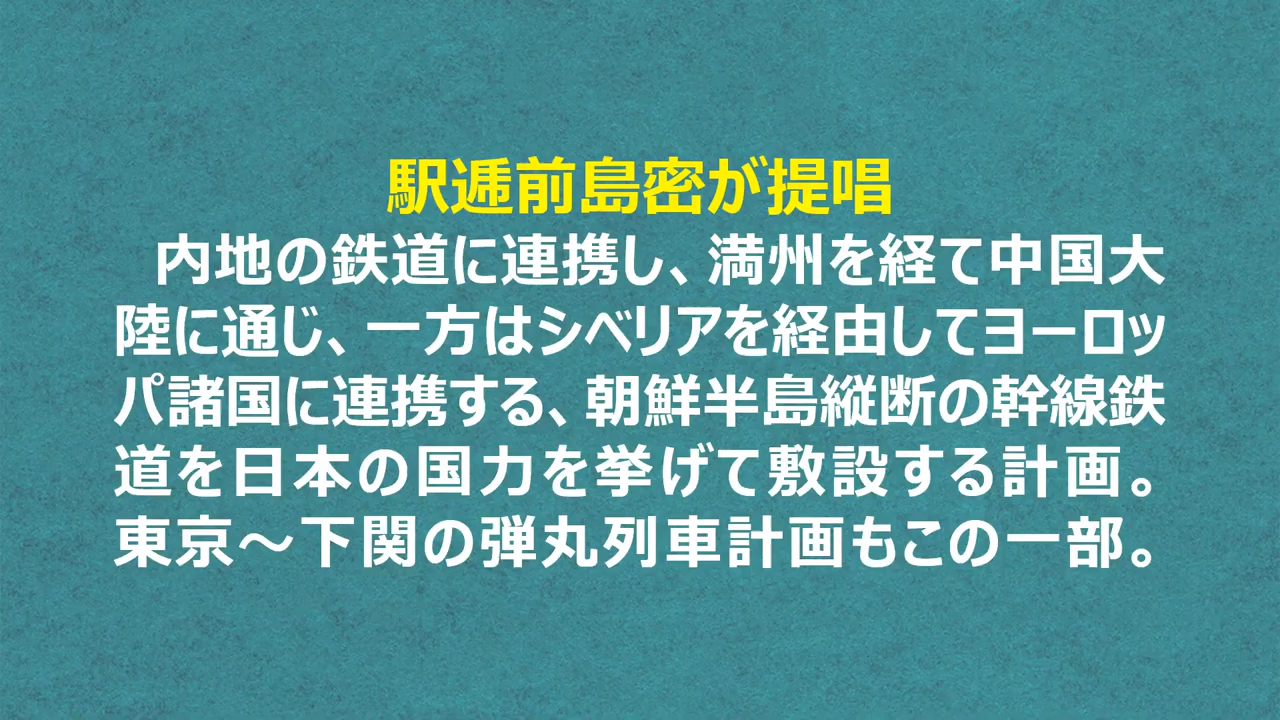 駅逓前島密が提唱
内地の鉄道に連携し、満州を経て中国大
陸に通じ、一方はシベリアを経由してヨーロッ
パ諸国に連携する、朝鮮半島縦断の幹線鉄
道を日本の国力を挙げて敷設する計画。
東京～下関の弾丸列車計画もこの一部。